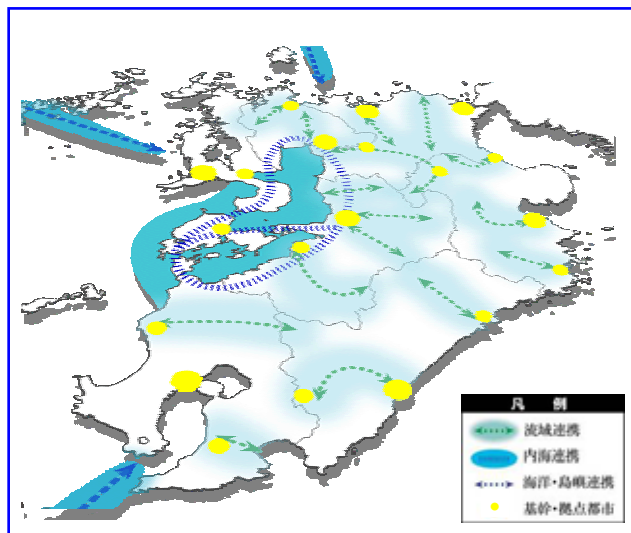 凡 例
流域連携
内海連携
海洋・島嶼連携
基幹・拠点都市